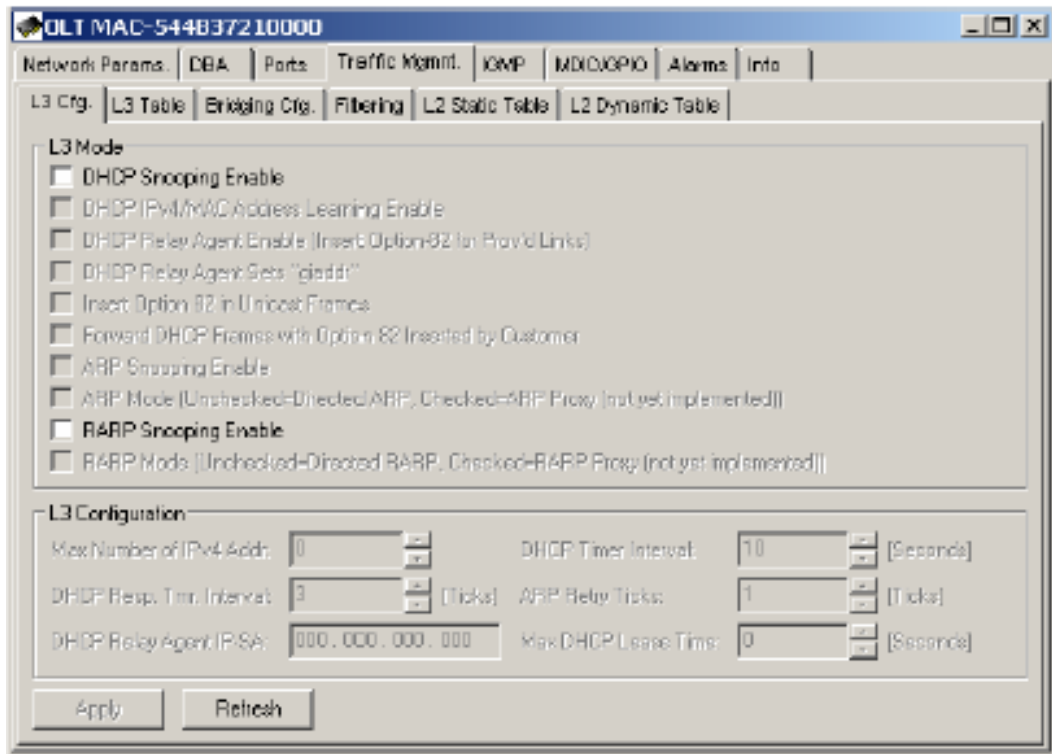 OLT MAC-544B37210000
Network Params. DBA Ports Traffic Mgmnt. IGMP MDIO/GPIO Alarms Info
L3 Cfg. L3 Table Bridging Cfg. Filtering L2 Static Table L2 Dynamic Table
L3 Mode
DHCP Snooping Enable
DHCP IPv4/MAC Address Learning Enable
DHCP Relay Agent Enable (Insert Option-82 for Prov'd Links)
DHCP Relay Agent Sets "giaddr"
Insert Option 82 in Unicast Frames
Forward DHCP Frames with Option 82 Inserted by Customer
ARP Snooping Enable
ARP Mode (Unchecked=Directed ARP, Checked=ARP Proxy (not yet implemented))
RARP Snooping Enable
RARP Mode (Unchecked=Directed RARP, Checked=RARP Proxy (not yet implemented))
L3 Configuration
Max Number of IPv4 Addr: 0 DHCP Timer Interval: 10 [Seconds]
DHCP Resp. Tmr. Interval: 3 [Ticks] ARP Retry Ticks: 1 [Ticks]
DHCP Relay Agent IP-SA: 000 . 000 . 000 . 000 Max DHCP Lease Time: 0 [Seconds]
Apply Refresh